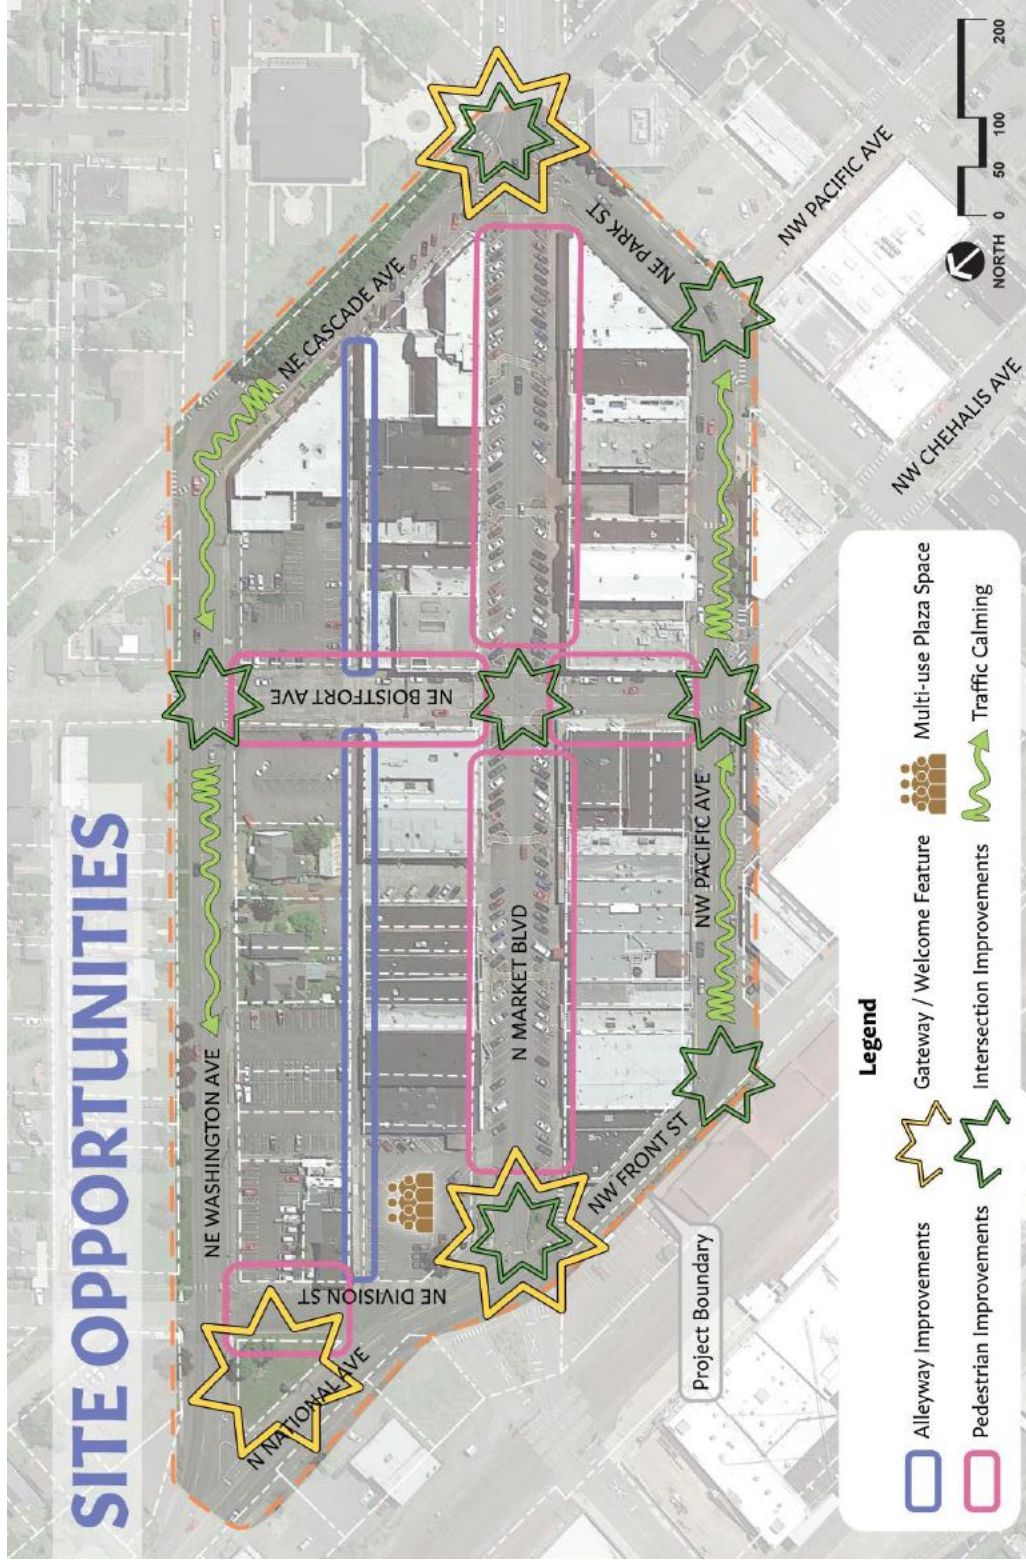 SITE OPPORTUNITIES
NE WASHINGTON AVE
NE CASCADE AVE
NE BOISTFORT AVE
NE DIVISION ST
N NATIONAL AVE
N MARKET BLVD
NE PARK ST
NW PACIFIC AVE
NW PACIFIC AVE
NW FRONT ST
NW CHEHALIS AVE
Project Boundary
NORTH
0 50 100 200
Legend
Alleyway Improvements
Gateway / Welcome Feature
Multi-use Plaza Space
Pedestrian Improvements
Intersection Improvements
Traffic Calming